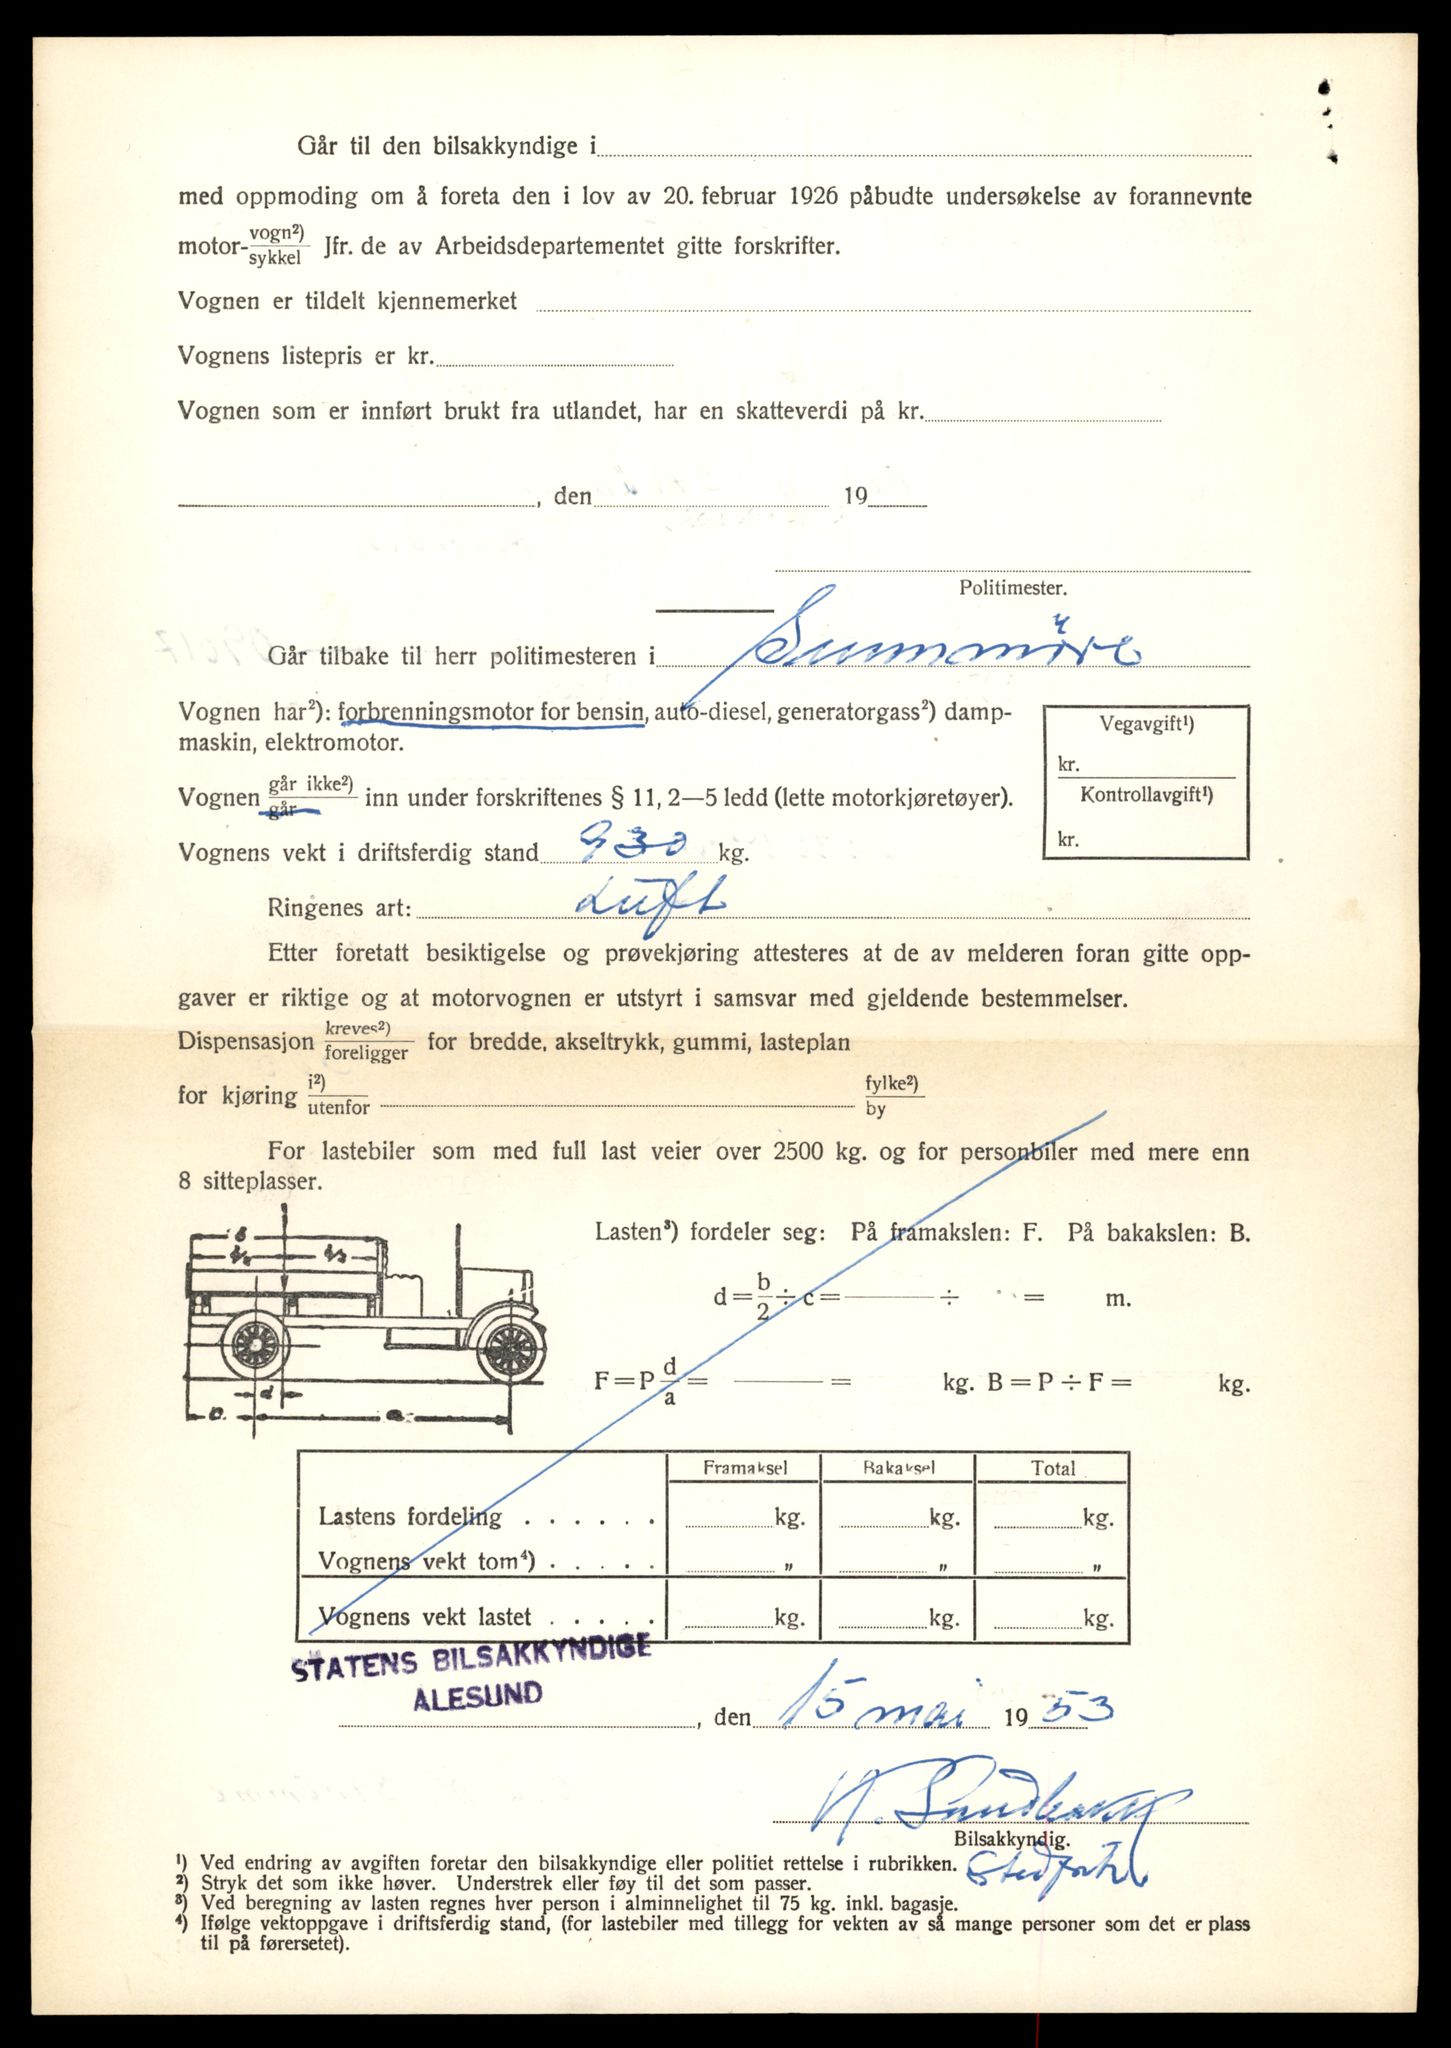 Går til den bilsakkyndige i
med oppmoding om å foreta den i lov av 20. februar 1926 påbudte undersøkelse av forannevnte
motor-vogn²)/sykkel Jfr. de av Arbeidsdepartementet gitte forskrifter.
Vognen er tildelt kjennemerket
Vognens listepris er kr.
Vognen som er innført brukt fra utlandet, har en skatteverdi på kr.
, den 19
Politimester.
Går tilbake til herr politimesteren i Sunnmöre
Vognen har²): forbrenningsmotor for bensin, auto-diesel, generatorgass²) damp-
maskin, elektromotor.
Vegavgift¹)
kr.
Kontrollavgift¹)
kr.
Vognen går ikke²)/går inn under forskriftenes § 11, 2—5 ledd (lette motorkjøretøyer).
Vognens vekt i driftsferdig stand 930 kg.
Ringenes art: Luft
Etter foretatt besiktigelse og prøvekjøring attesteres at de av melderen foran gitte opp-
gaver er riktige og at motorvognen er utstyrt i samsvar med gjeldende bestemmelser.
Dispensasjon kreves²)/foreligger for bredde, akseltrykk, gummi, lasteplan
for kjøring i²)/utenfor fylke²)/by
For lastebiler som med full last veier over 2500 kg. og for personbiler med mere enn
8 sitteplasser.
b
b/2 b/2
d
c a
Lasten³) fordeler seg: På framakslen: F. På bakakslen: B.
d = b/2 ÷ c = ÷ = m.
F = P d/a = = kg. B = P ÷ F = kg.
Framaksel Bakaksel Total
Lastens fordeling . . . . . . kg. kg. kg.
Vognens vekt tom⁴) . . . . . „ „ „
Vognens vekt lastet . . . . . kg. kg. kg.
STATENS BILSAKKYNDIGE
ÅLESUND
, den 15 mai 1953
Bilsakkyndig.
¹) Ved endring av avgiften foretar den bilsakkyndige eller politiet rettelse i rubrikken.
²) Stryk det som ikke høver. Understrek eller føy til det som passer.
³) Ved beregning av lasten regnes hver person i alminnelighet til 75 kg. inkl. bagasje.
⁴) Ifølge vektoppgave i driftsferdig stand, (for lastebiler med tillegg for vekten av så mange personer som det er plass
til på førersetet).